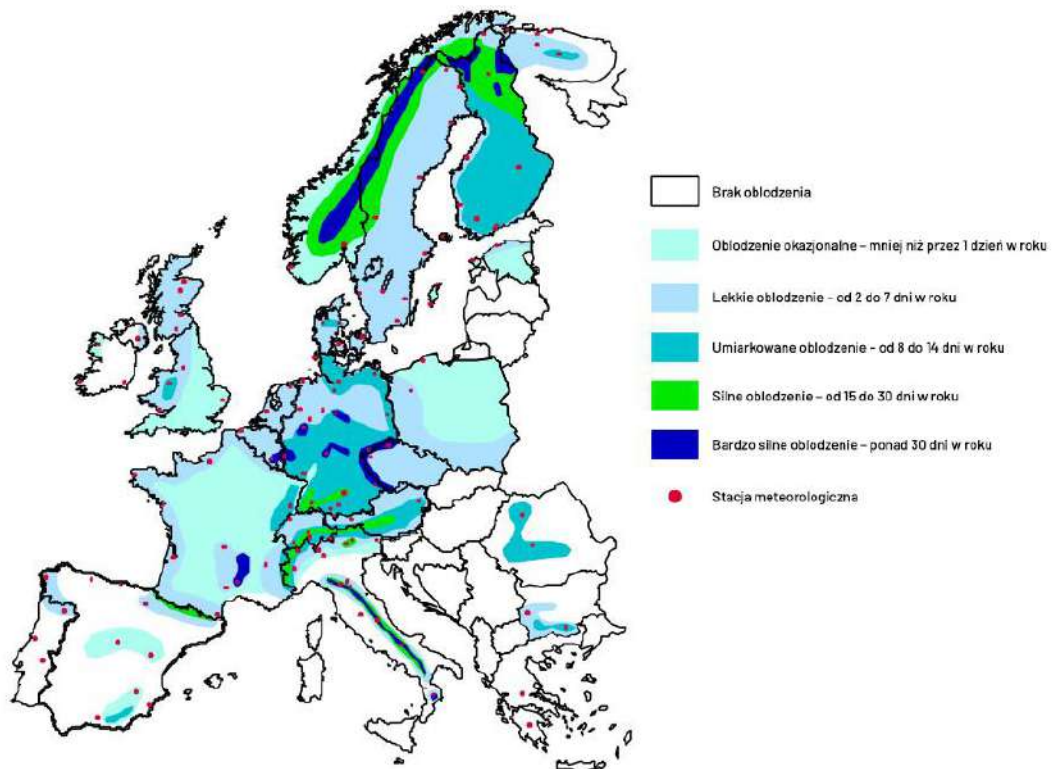 Brak oblodzenia
Oblodzenie okazjonalne – mniej niż przez 1 dzień w roku
Lekkie oblodzenie – od 2 do 7 dni w roku
Umiarkowane oblodzenie – od 8 do 14 dni w roku
Silne oblodzenie – od 15 do 30 dni w roku
Bardzo silne oblodzenie – ponad 30 dni w roku
Stacja meteorologiczna